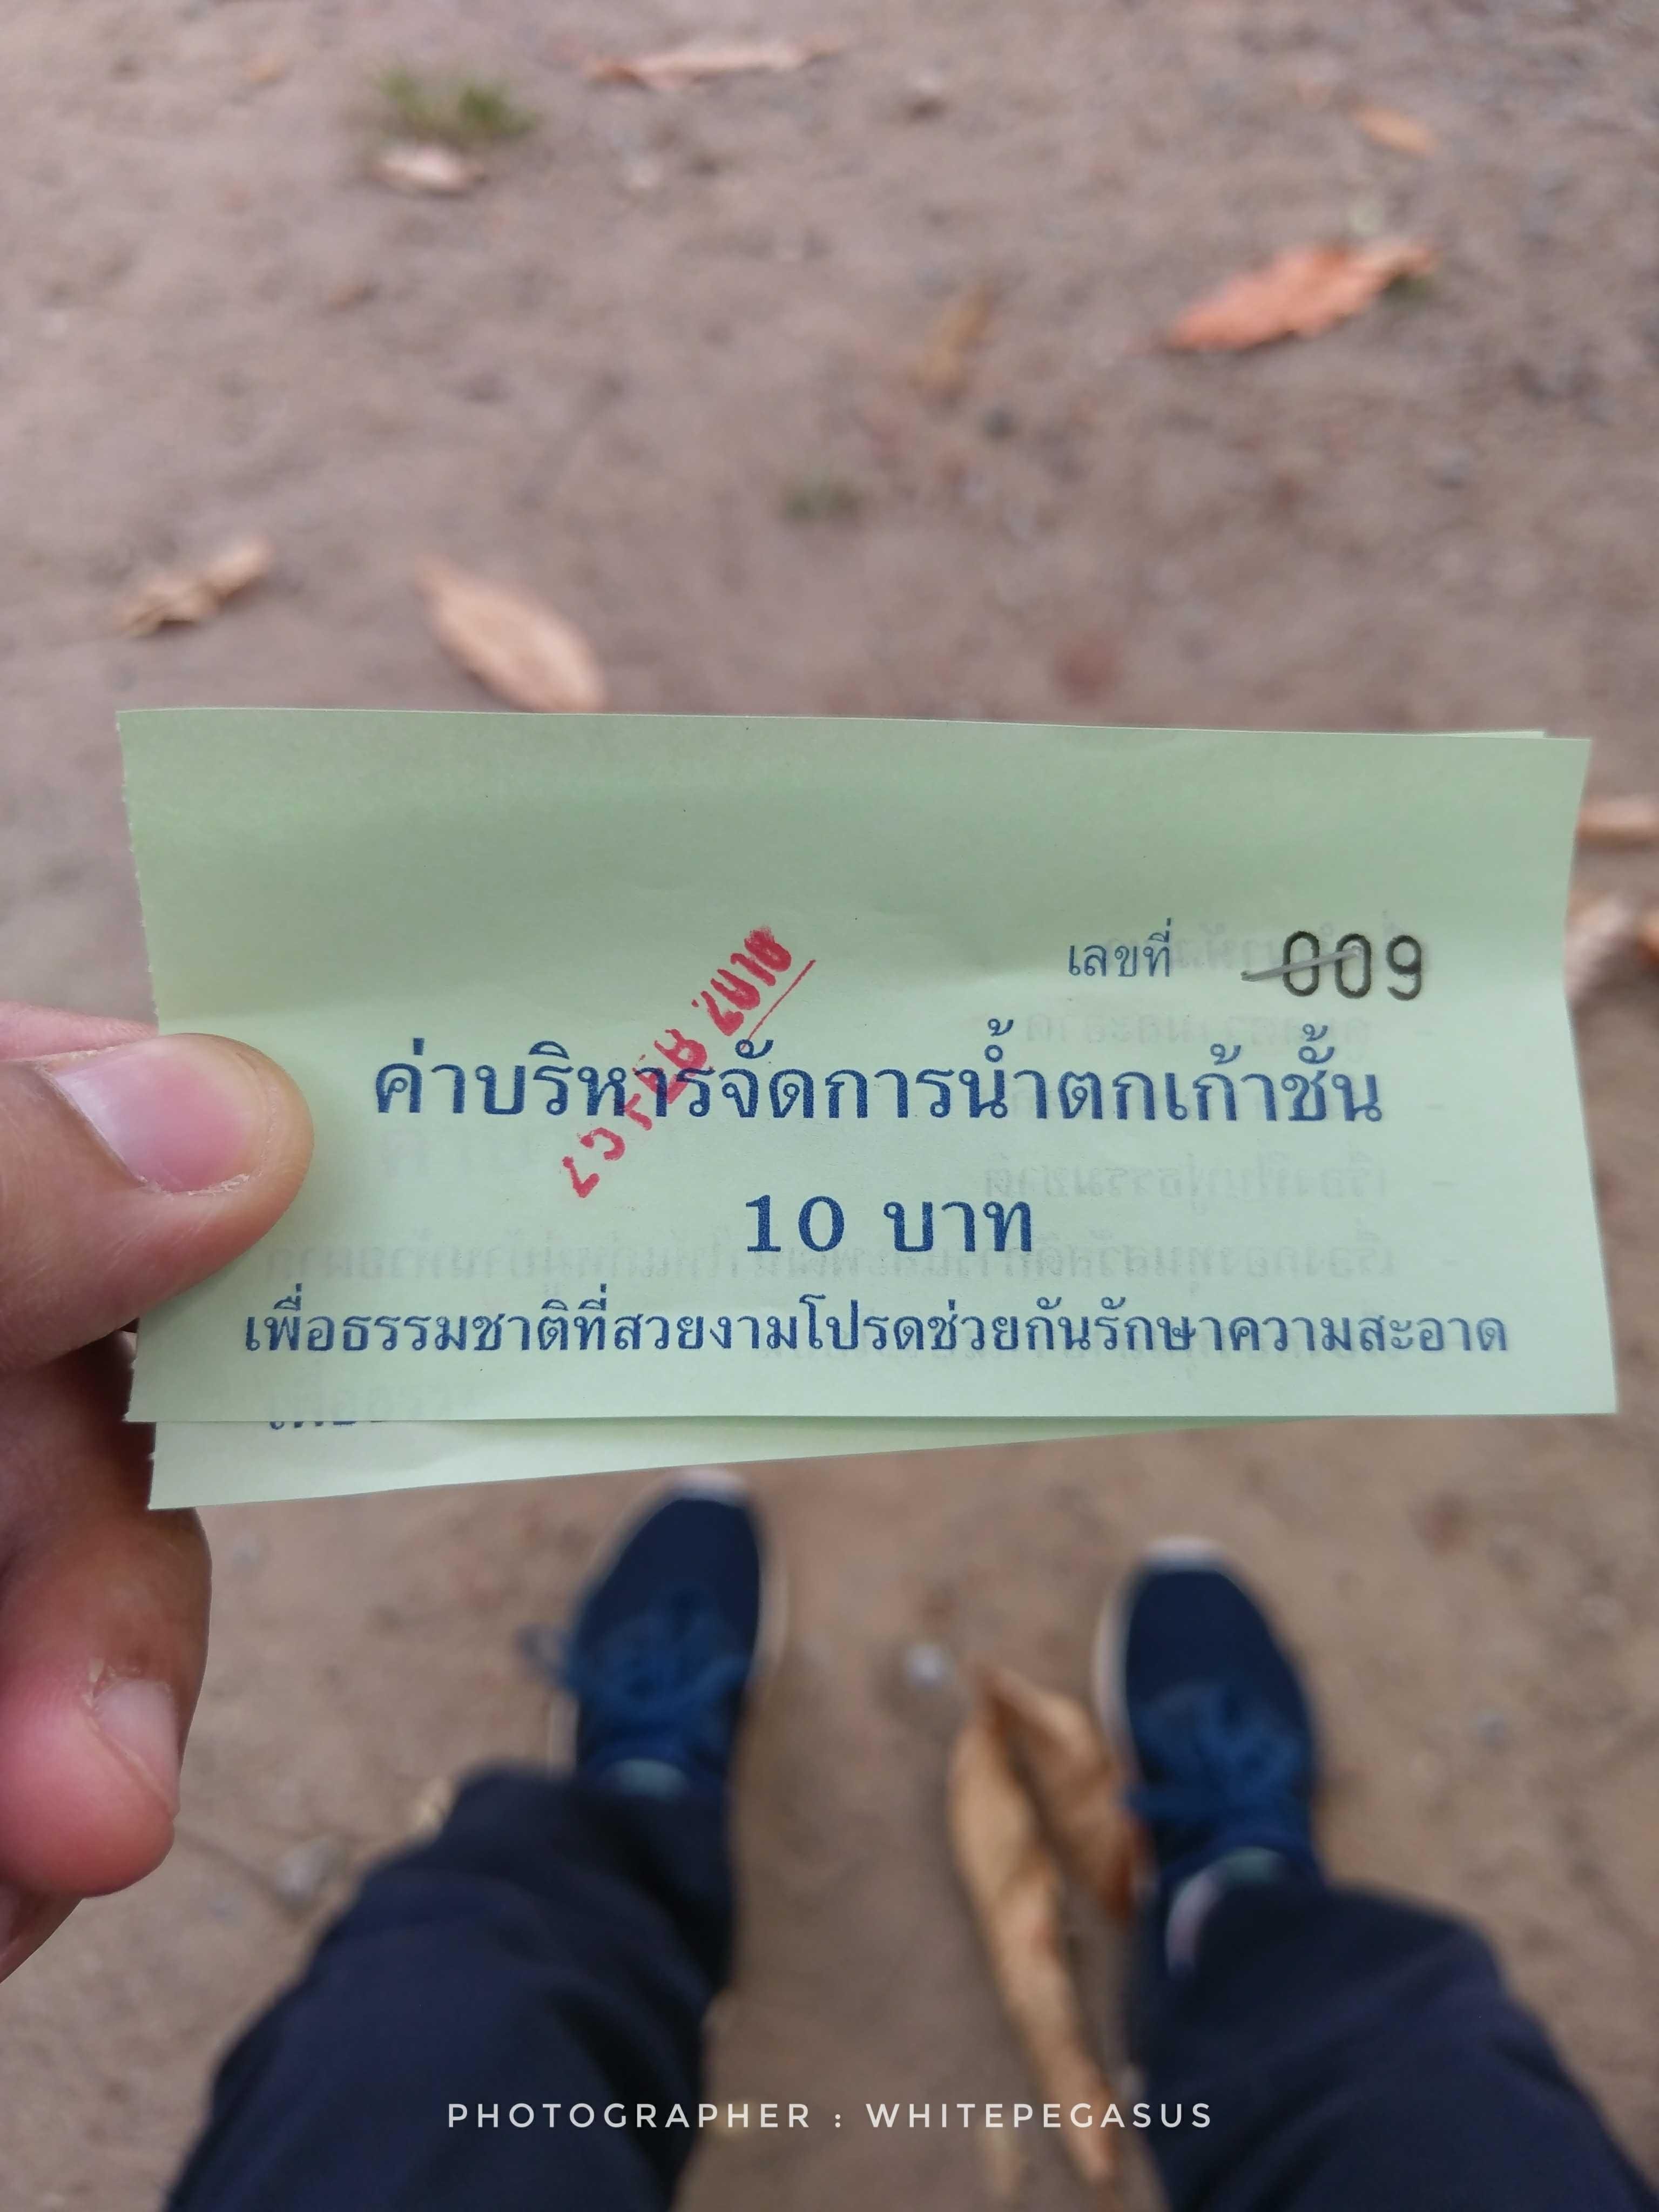 เลขที่ 009
ค่าบริหารจัดการน้ำตกเก้าชั้น
10 บาท
เพื่อธรรมชาติที่สวยงามโปรดช่วยกันรักษาความสะอาด
PHOTOGRAPHER : WHITEPEGASUS